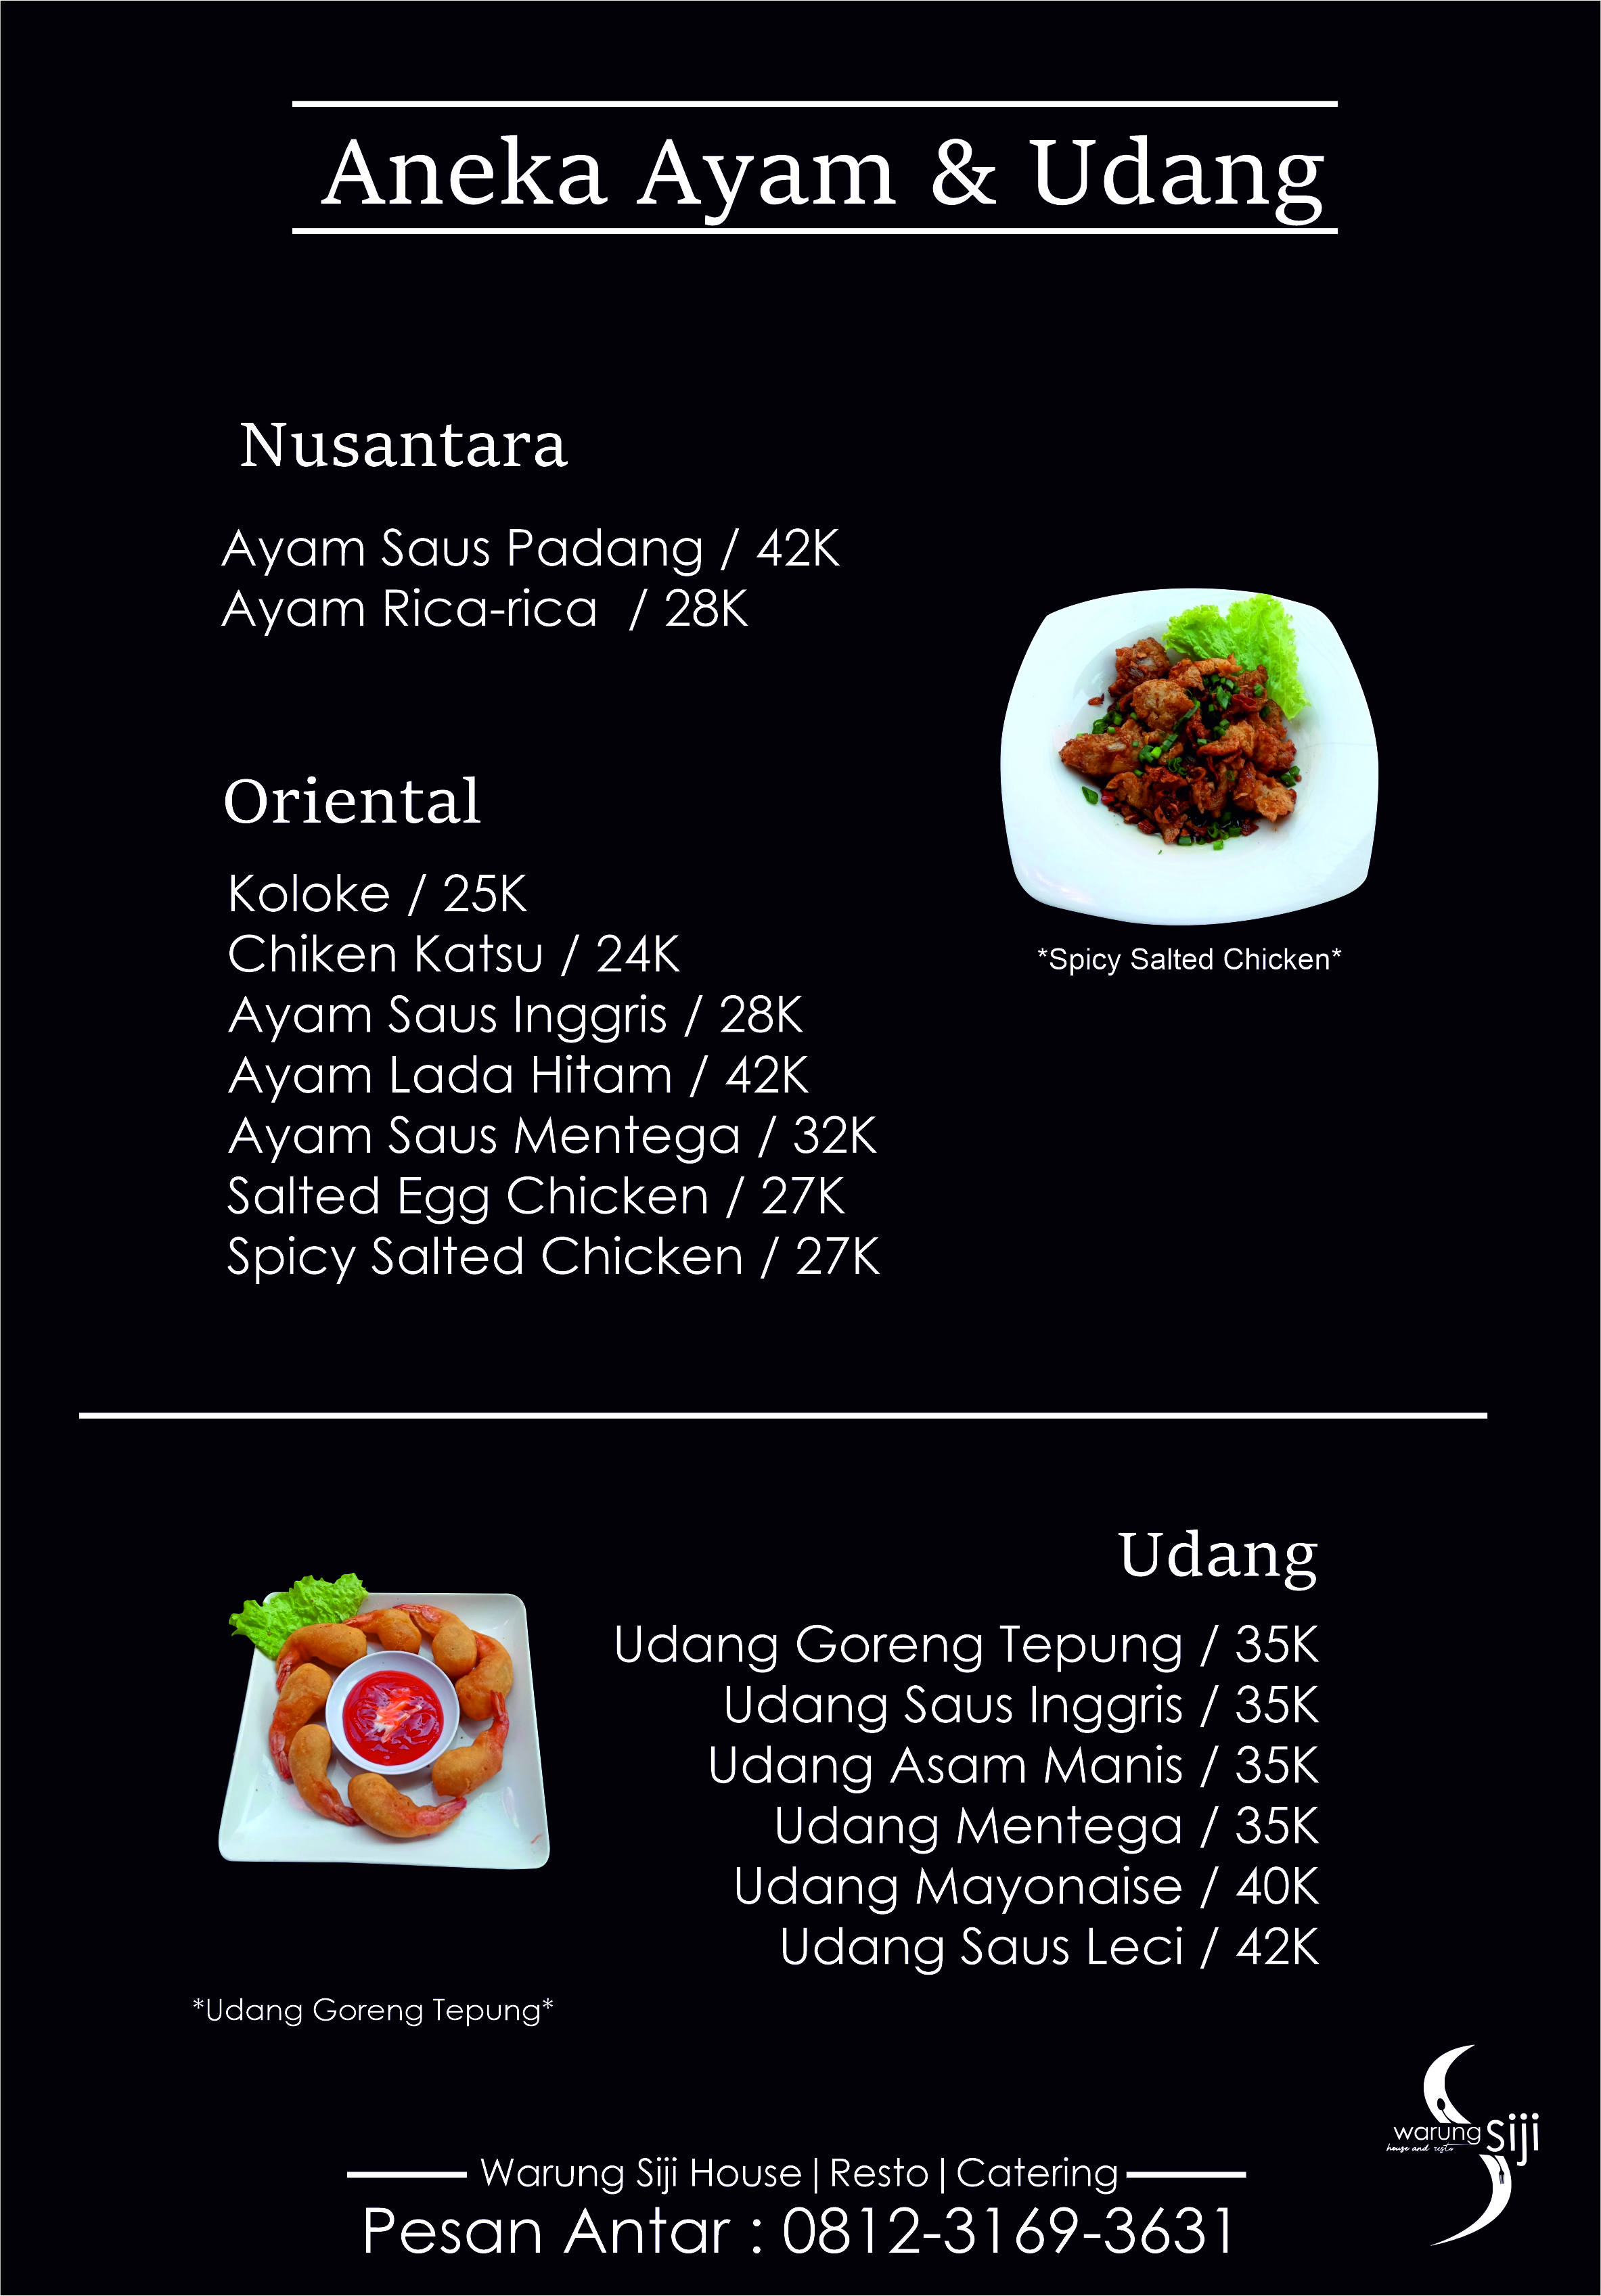 Aneka Ayam & Udang
Nusantara
Ayam Saus Padang / 42K
Ayam Rica-rica / 28K
Oriental
Koloke / 25K
Chiken Katsu / 24K
Ayam Saus Inggris / 28K
Ayam Lada Hitam / 42K
Ayam Saus Mentega / 32K
Salted Egg Chicken / 27K
Spicy Salted Chicken / 27K
*Spicy Salted Chicken*
Udang
Udang Goreng Tepung / 35K
Udang Saus Inggris / 35K
Udang Asam Manis / 35K
Udang Mentega / 35K
Udang Mayonaise / 40K
Udang Saus Leci / 42K
*Udang Goreng Tepung*
warung Siji
house and resto
Warung Siji House|Resto|Catering
Pesan Antar : 0812-3169-3631